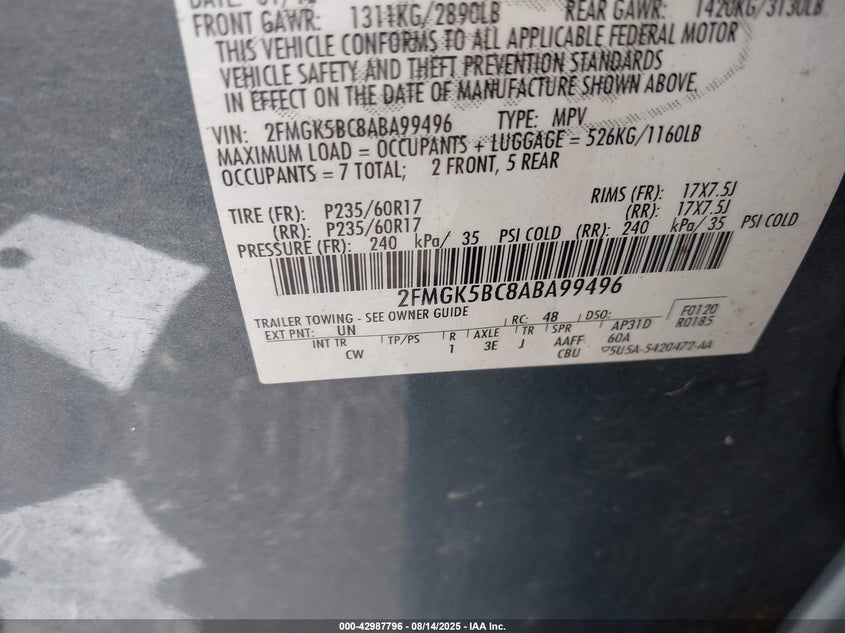 FRONT GAWR: 1311KG/2890LB REAR GAWR: 1420KG/3130LB
THIS VEHICLE CONFORMS TO ALL APPLICABLE FEDERAL MOTOR
VEHICLE SAFETY AND THEFT PREVENTION STANDARDS
IN EFFECT ON THE DATE OF MANUFACTURE SHOWN ABOVE.
VIN: 2FMGK5BC8ABA99496 TYPE: MPV
MAXIMUM LOAD = OCCUPANTS + LUGGAGE = 526KG/1160LB
OCCUPANTS = 7 TOTAL; 2 FRONT, 5 REAR
TIRE (FR): P235/60R17 RIMS (FR): 17X7.5J
(RR): P235/60R17 (RR): 17X7.5J
PRESSURE (FR): 240 kPa/ 35 PSI COLD (RR): 240 kPa/ 35 PSI COLD
2FMGK5BC8ABA99496
TRAILER TOWING - SEE OWNER GUIDE
EXT PNT: UN RC: 48 DSO: F0120
R0185
INT TR TP/PS R AXLE TR SPR AP31D
CW 1 3E J AAFF 60A
CBU 5U5A-5420472-AA
000-42987796 - 08/14/2025 - IAA Inc.